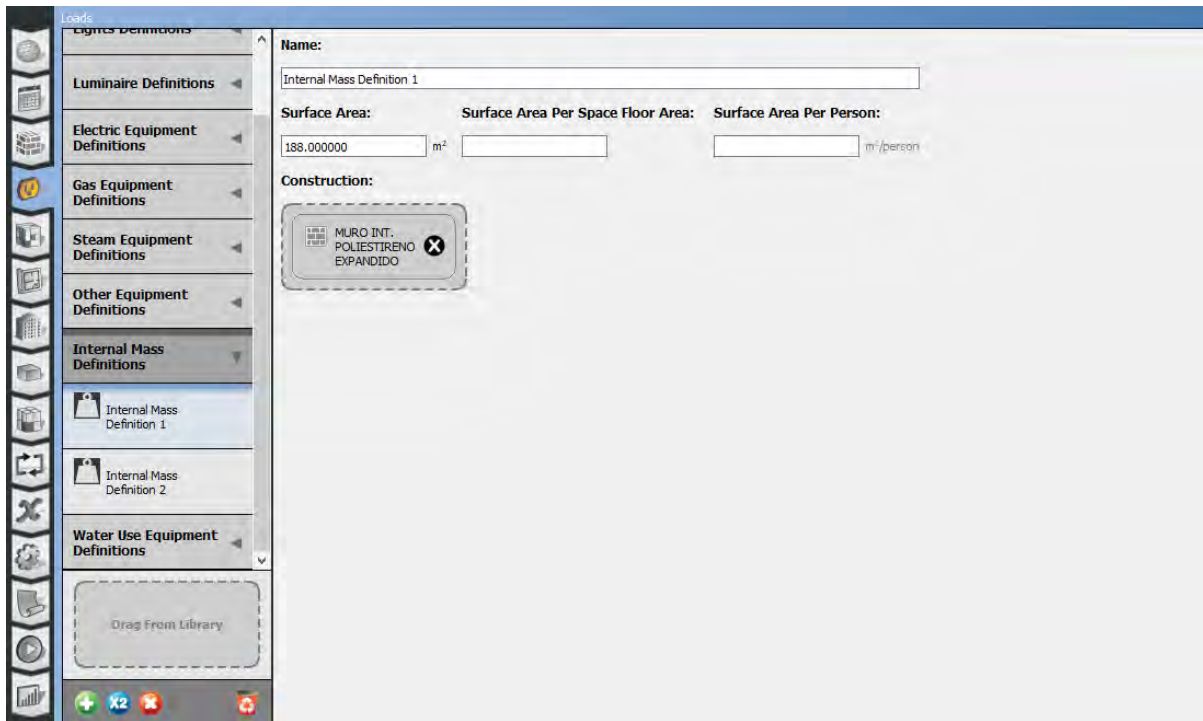 Loads
Lights Definitions
Luminaire Definitions
Electric Equipment
Definitions
Gas Equipment
Definitions
Steam Equipment
Definitions
Other Equipment
Definitions
Internal Mass
Definitions
Internal Mass
Definition 1
Internal Mass
Definition 2
Water Use Equipment
Definitions
Drag From Library
X2
Name:
Internal Mass Definition 1
Surface Area:
Surface Area Per Space Floor Area:
Surface Area Per Person:
188.000000
m²
m²/person
Construction:
MURO INT.
POLIESTIRENO
EXPANDIDO